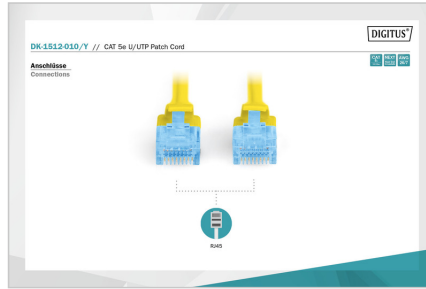 DIGITUS®
DK-1512-010/Y // CAT 5e U/UTP Patch Cord
Anschlüsse
Connections
RJ45